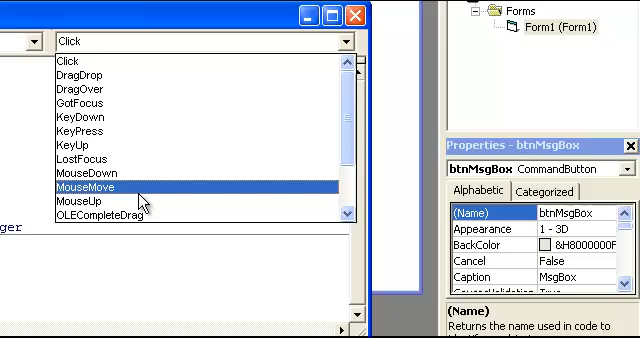 Click
Click
DragDrop
DragOver
GotFocus
KeyDown
KeyPress
KeyUp
LostFocus
MouseDown
MouseMove
MouseUp
OLECompleteDrag
ger
Forms
Form1 (Form1)
Properties - btnMsgBox
btnMsgBox CommandButton
Alphabetic Categorized
(Name) btnMsgBox
Appearance 1 - 3D
BackColor &H8000000F
Cancel False
Caption MsgBox
(Name)
Returns the name used in code to